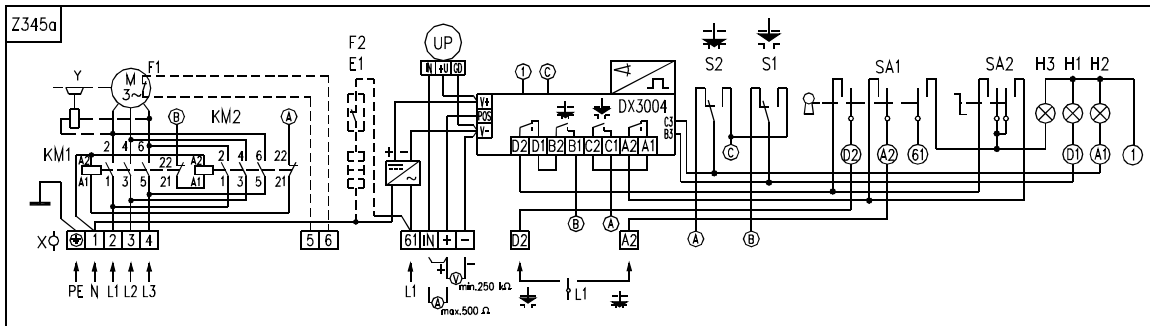 Z345a
Y
M
3~
F1
F2
E1
UP
IN +U GD
1 C
S2 S1
SA1 SA2 H3 H1 H2
B KM2 A
V+
POS
V-
DX3004
C3
B3
2 4 6
KM1 A2 22 A2 2 4 6 22
A1 1 3 5 21 A1 1 3 5 21
+ -
D2 D1 B2 B1 C2 C1 A2 A1
C
D2 A2 61 D1 A1 1
B A A B
X 1 2 3 4 5 6 61 IN + - D2 A2
PE N L1 L2 L3 L1
+ V - min.250 kΩ
A max.500 Ω
L1